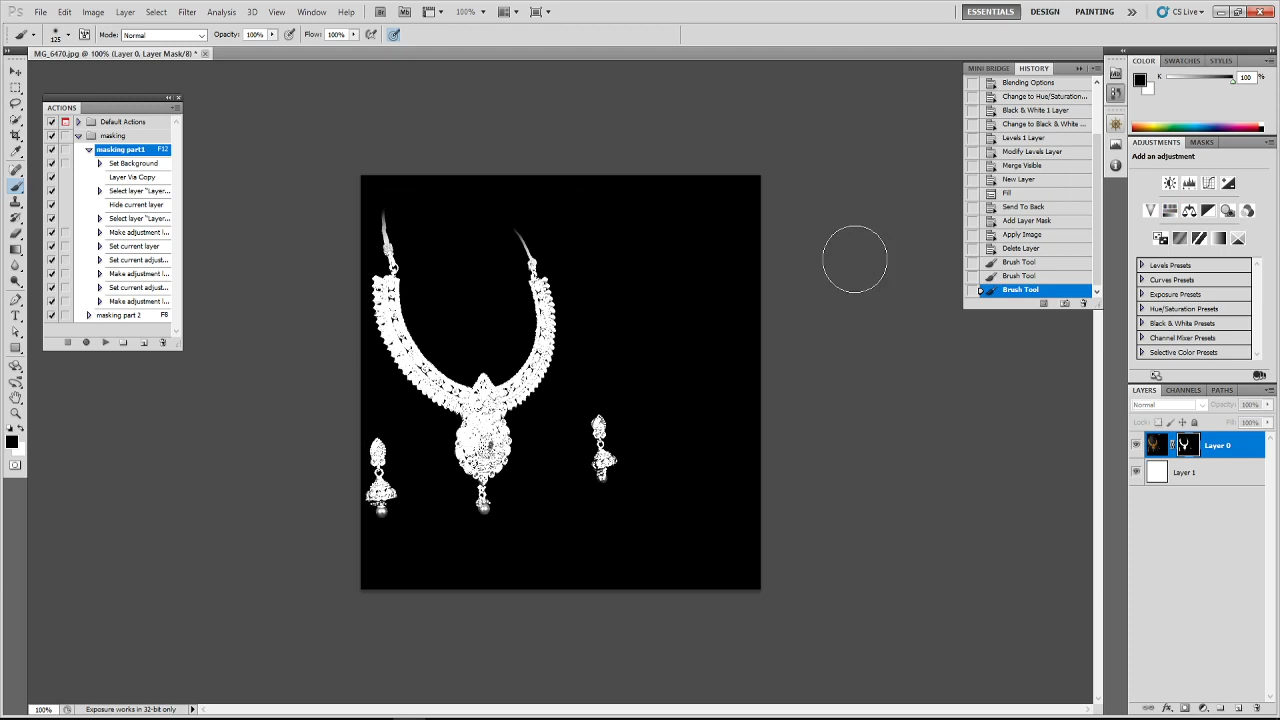 Ps File Edit Image Layer Select Filter Analysis 3D View Window Help Br Mb 100% ESSENTIALS DESIGN PAINTING CS Live
125 Mode: Normal Opacity: 100% Flow: 100%
MG_6470.jpg @ 100% (Layer 0, Layer Mask/8) *
ACTIONS
Default Actions
masking
masking part1 F12
Set Background
Layer Via Copy
Select layer "Layer...
Hide current layer
Select layer "Layer...
Make adjustment l...
Set current layer
Set current adjust...
Make adjustment l...
Set current adjust...
Make adjustment l...
masking part 2 F8
MINI BRIDGE HISTORY
Blending Options
Change to Hue/Saturation...
Black & White 1 Layer
Change to Black & White ...
Levels 1 Layer
Modify Levels Layer
Merge Visible
New Layer
Fill
Send To Back
Add Layer Mask
Apply Image
Delete Layer
Brush Tool
Brush Tool
Brush Tool
COLOR SWATCHES STYLES
K 100 %
ADJUSTMENTS MASKS
Add an adjustment
Levels Presets
Curves Presets
Exposure Presets
Hue/Saturation Presets
Black & White Presets
Channel Mixer Presets
Selective Color Presets
LAYERS CHANNELS PATHS
Normal Opacity: 100%
Lock: Fill: 100%
Layer 0
Layer 1
100% Exposure works in 32-bit only